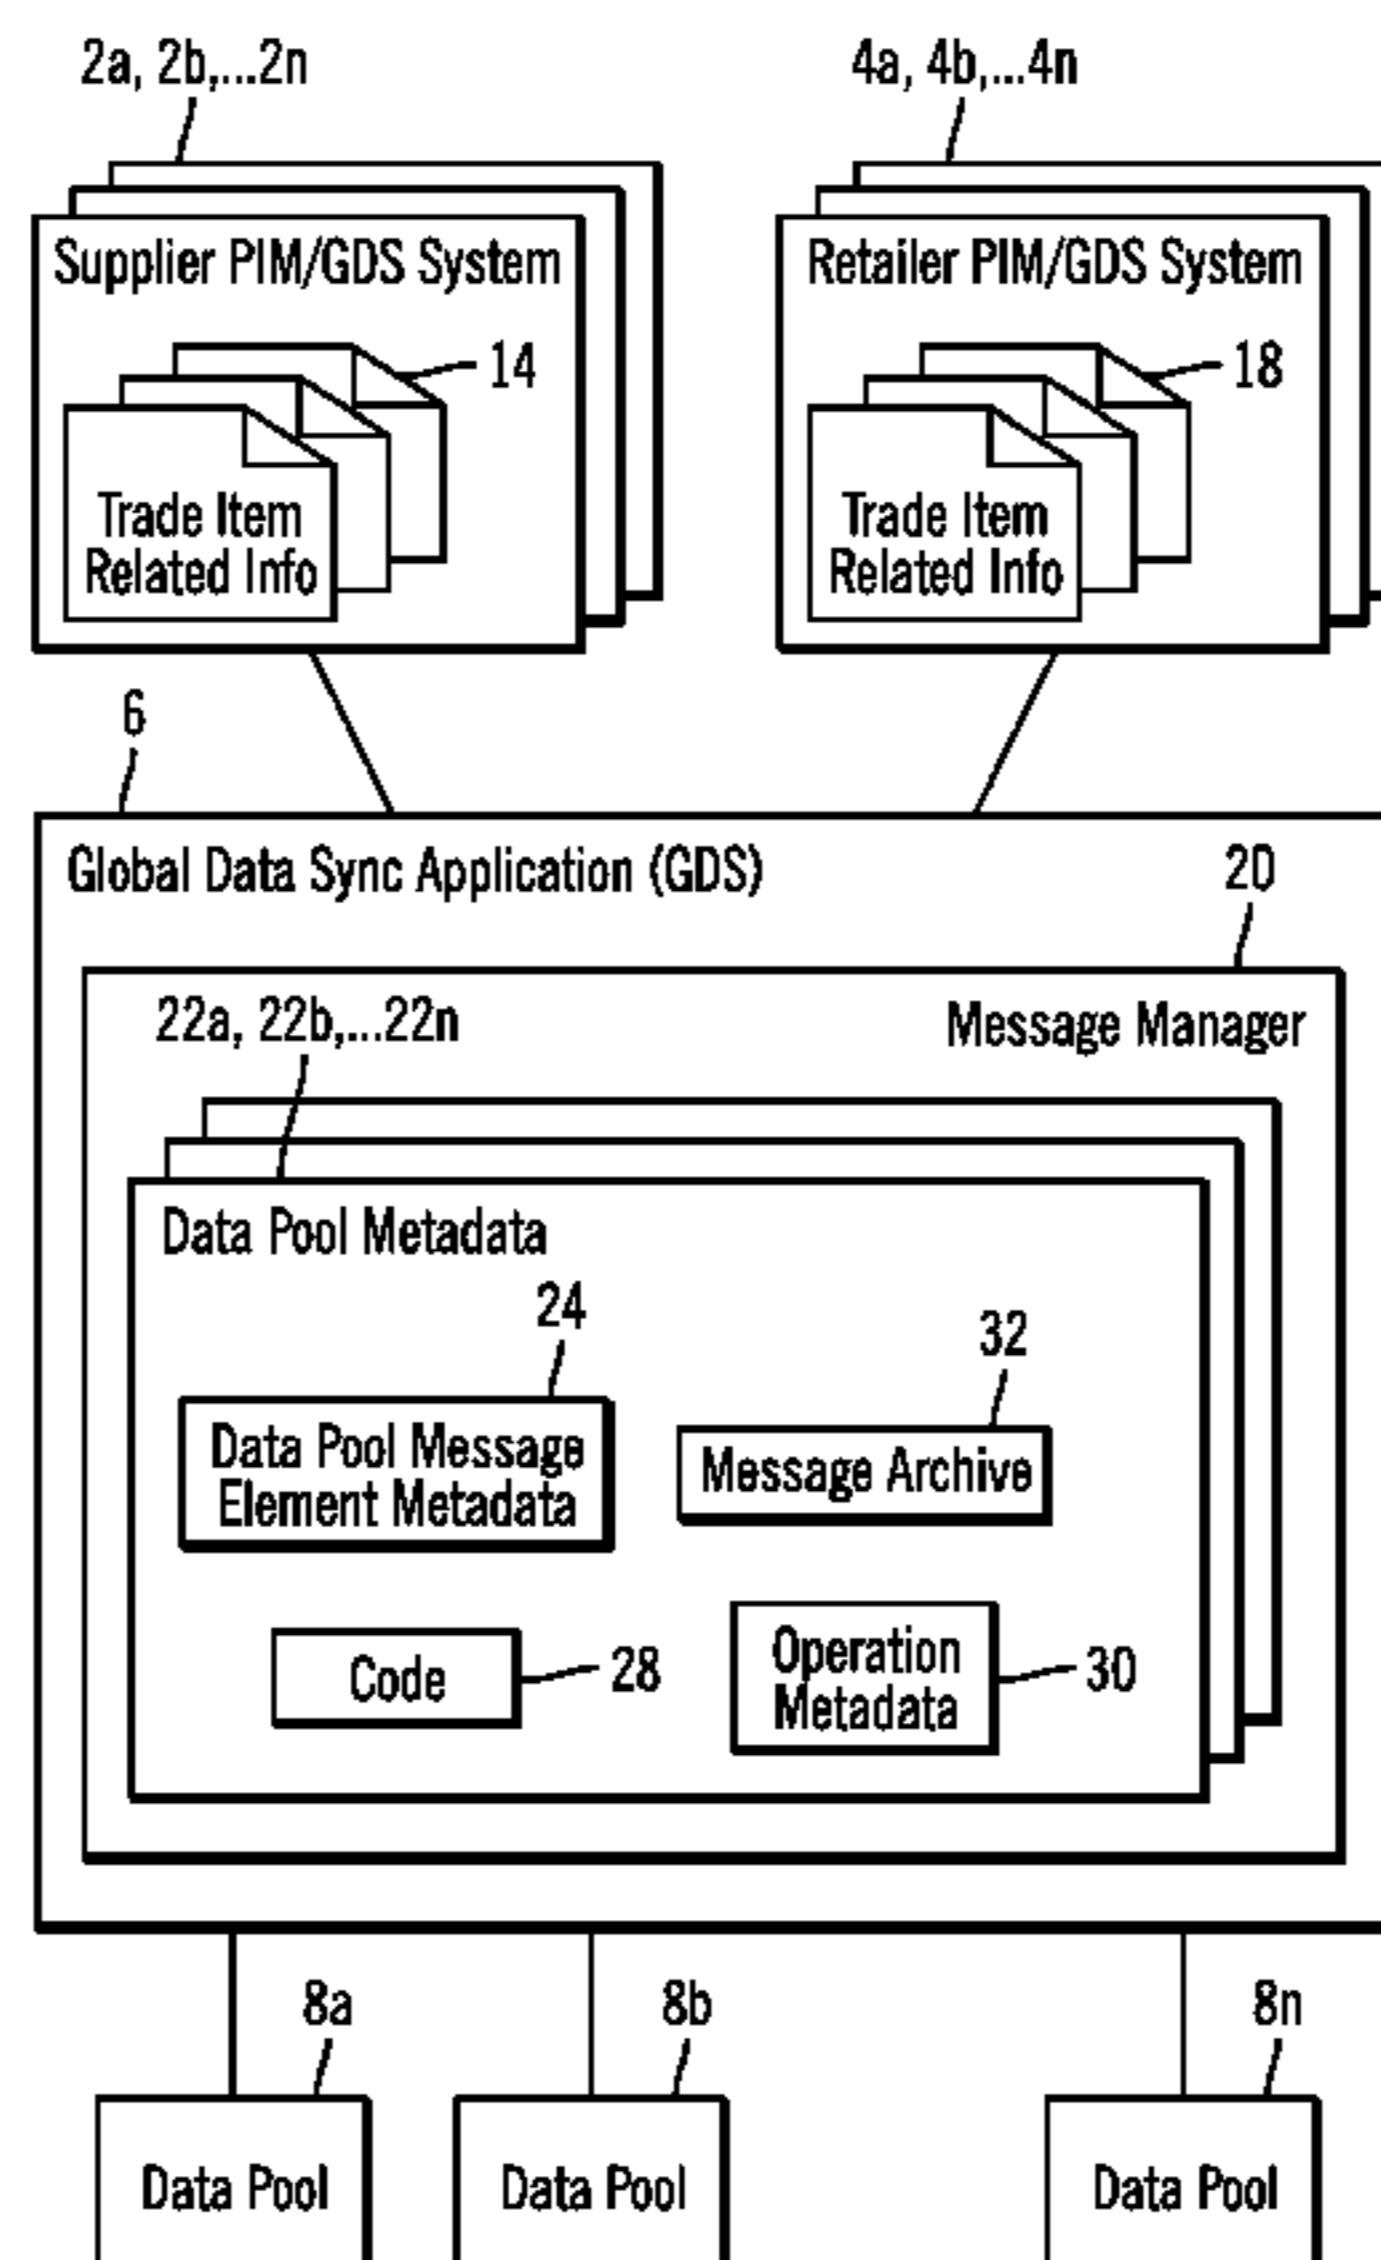 2a, 2b,...2n
4a, 4b,...4n
Supplier PIM/GDS System
14
Trade Item
Related Info
Retailer PIM/GDS System
18
Trade Item
Related Info
6
Global Data Sync Application (GDS)
20
Message Manager
22a, 22b,...22n
Data Pool Metadata
24
Data Pool Message
Element Metadata
32
Message Archive
Code
28
Operation
Metadata
30
8a
8b
8n
Data Pool
Data Pool
Data Pool